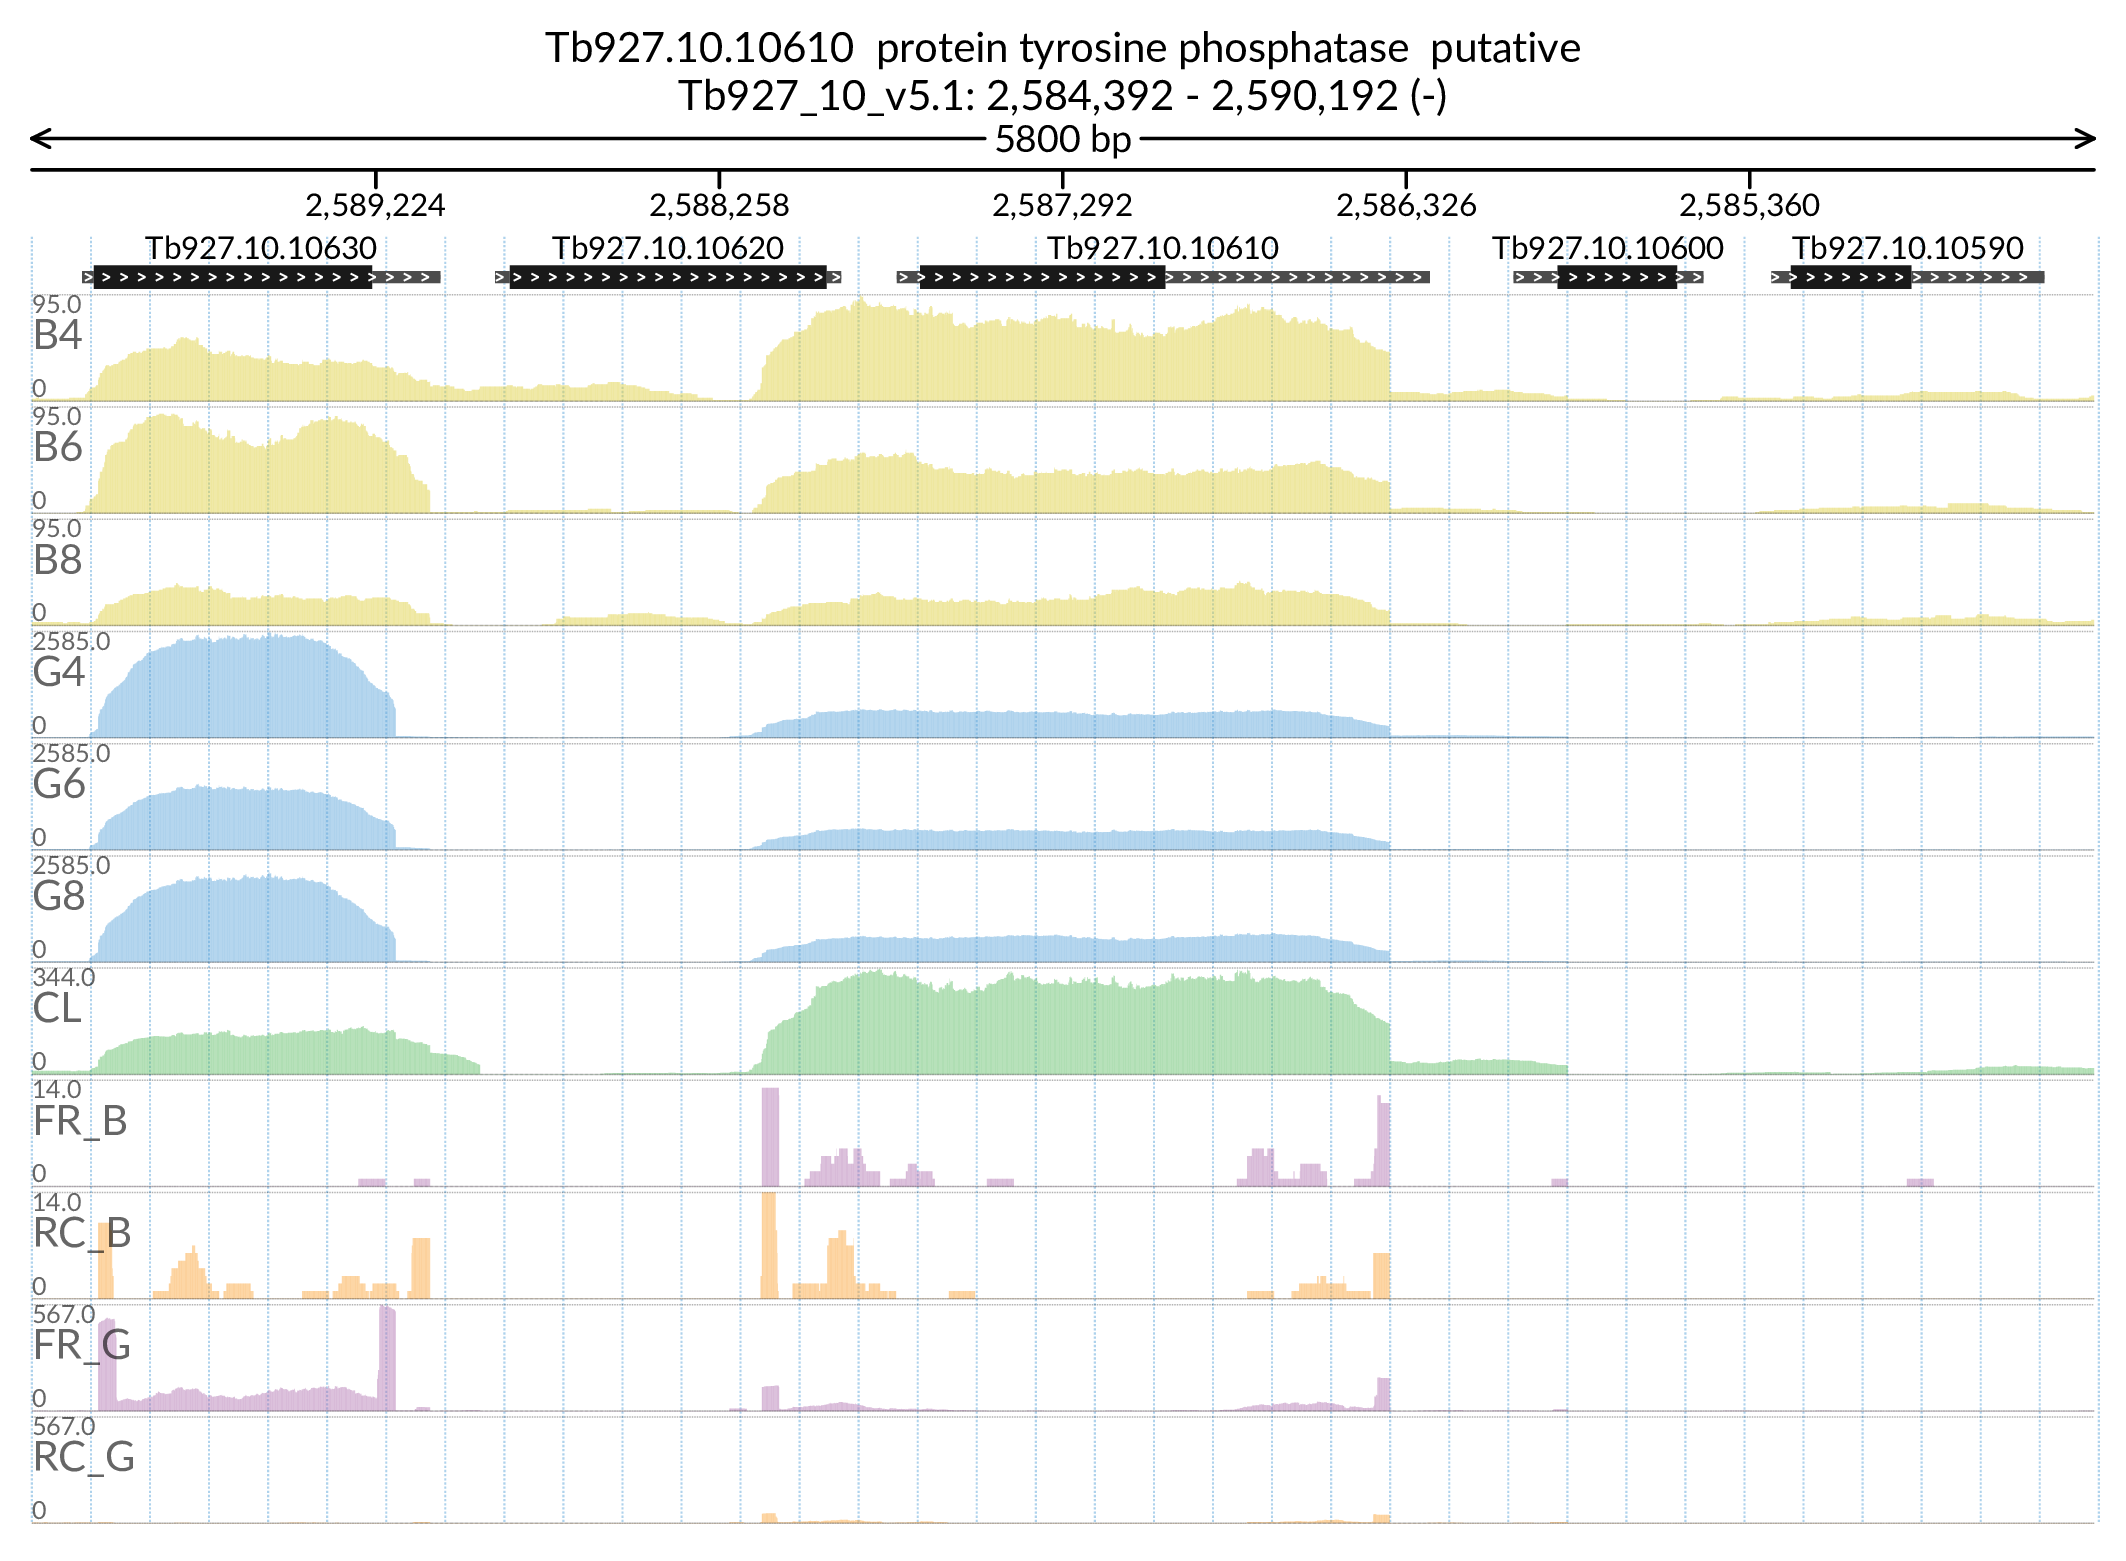 Tb927.10.10610  protein tyrosine phosphatase  putative
Tb927_10_v5.1: 2,584,392 - 2,590,192 (-)
5800 bp
2,589,224 2,588,258 2,587,292 2,586,326 2,585,360
Tb927.10.10630 Tb927.10.10620 Tb927.10.10610 Tb927.10.10600 Tb927.10.10590
95.0
B4
0
95.0
B6
0
95.0
B8
0
2585.0
G4
0
2585.0
G6
0
2585.0
G8
0
344.0
CL
0
14.0
FR_B
0
14.0
RC_B
0
567.0
FR_G
0
567.0
RC_G
0